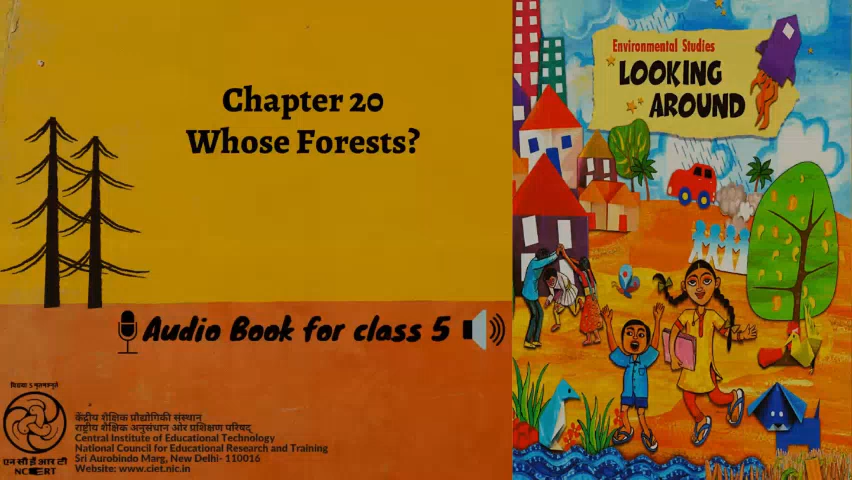 Chapter 20
Whose Forests?
Audio Book for class 5
केंद्रीय शैक्षिक प्रौद्योगिकी संस्थान
राष्ट्रीय शैक्षिक अनुसंधान और प्रशिक्षण परिषद्
Central Institute of Educational Technology
National Council for Educational Research and Training
Sri Aurobindo Marg, New Delhi- 110016
Website: www.ciet.nic.in
एन सी ई आर टी
NCERT
Environmental Studies
LOOKING
AROUND